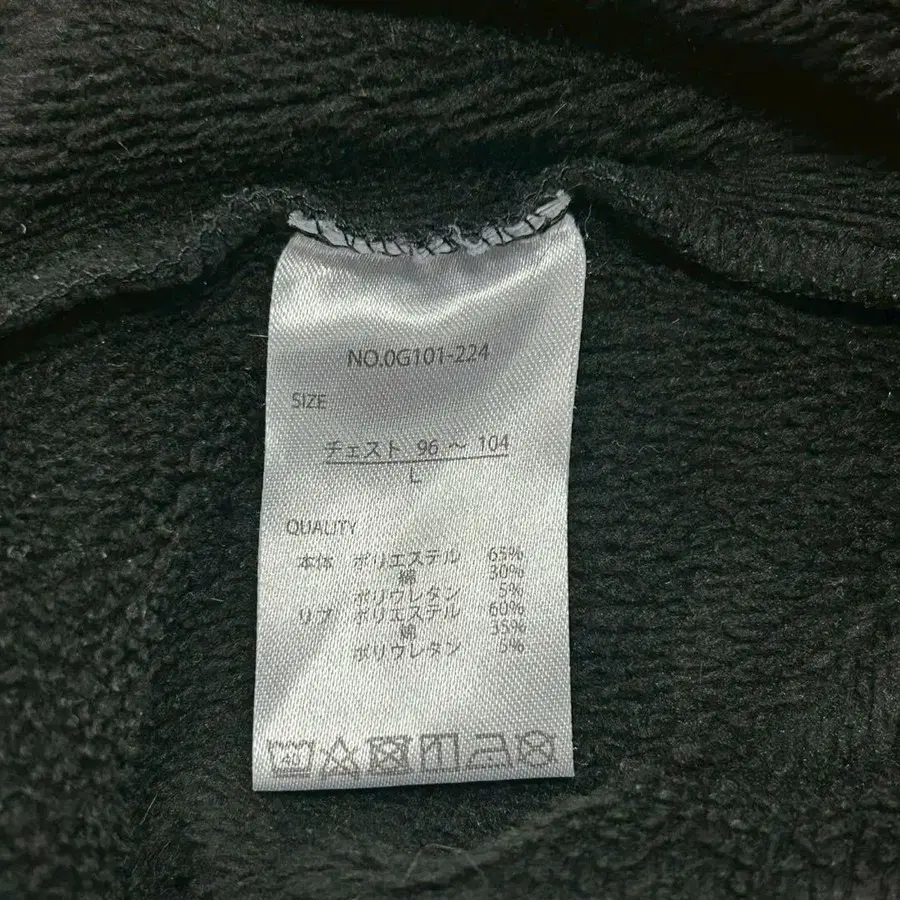 NO.0G101-224
SIZE
チェスト 96 〜 104
L
QUALITY
本体 ポリエステル 65%
綿 30%
ポリウレタン 5%
リブ ポリエステル 60%
綿 35%
ポリウレタン 5%
40